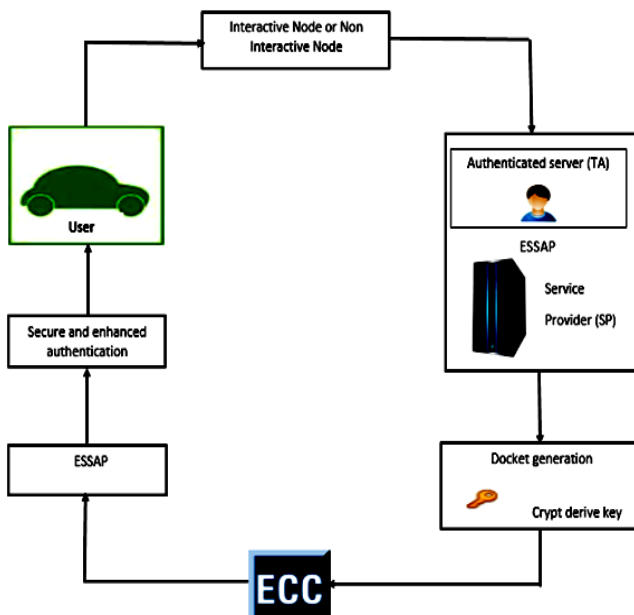 Interactive Node or Non
Interactive Node
Authenticated server (TA)
User
ESSAP
Service
Provider (SP)
Secure and enhanced
authentication
ESSAP
Docket generation
Crypt derive key
ECC